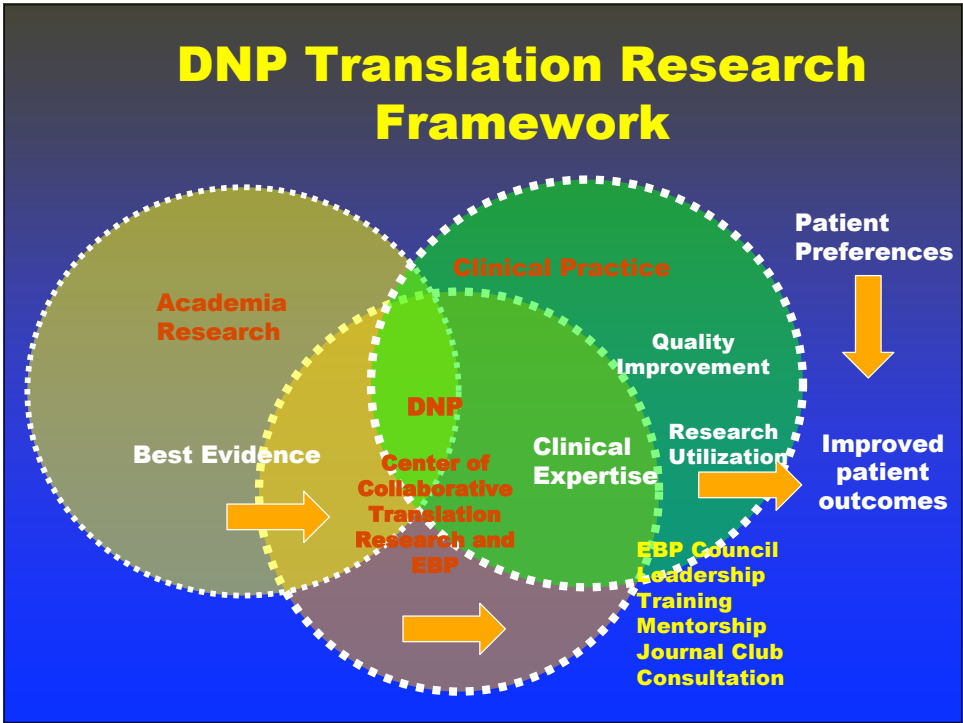 DNP Translation Research
Framework
Patient
Preferences
Clinical Practice
Academia
Research
Quality
Improvement
DNP
Best Evidence
Clinical
Expertise
Research
Utilization
Improved
patient
outcomes
Center of
Collaborative
Translation
Research and
EBP
EBP Council
Leadership
Training
Mentorship
Journal Club
Consultation